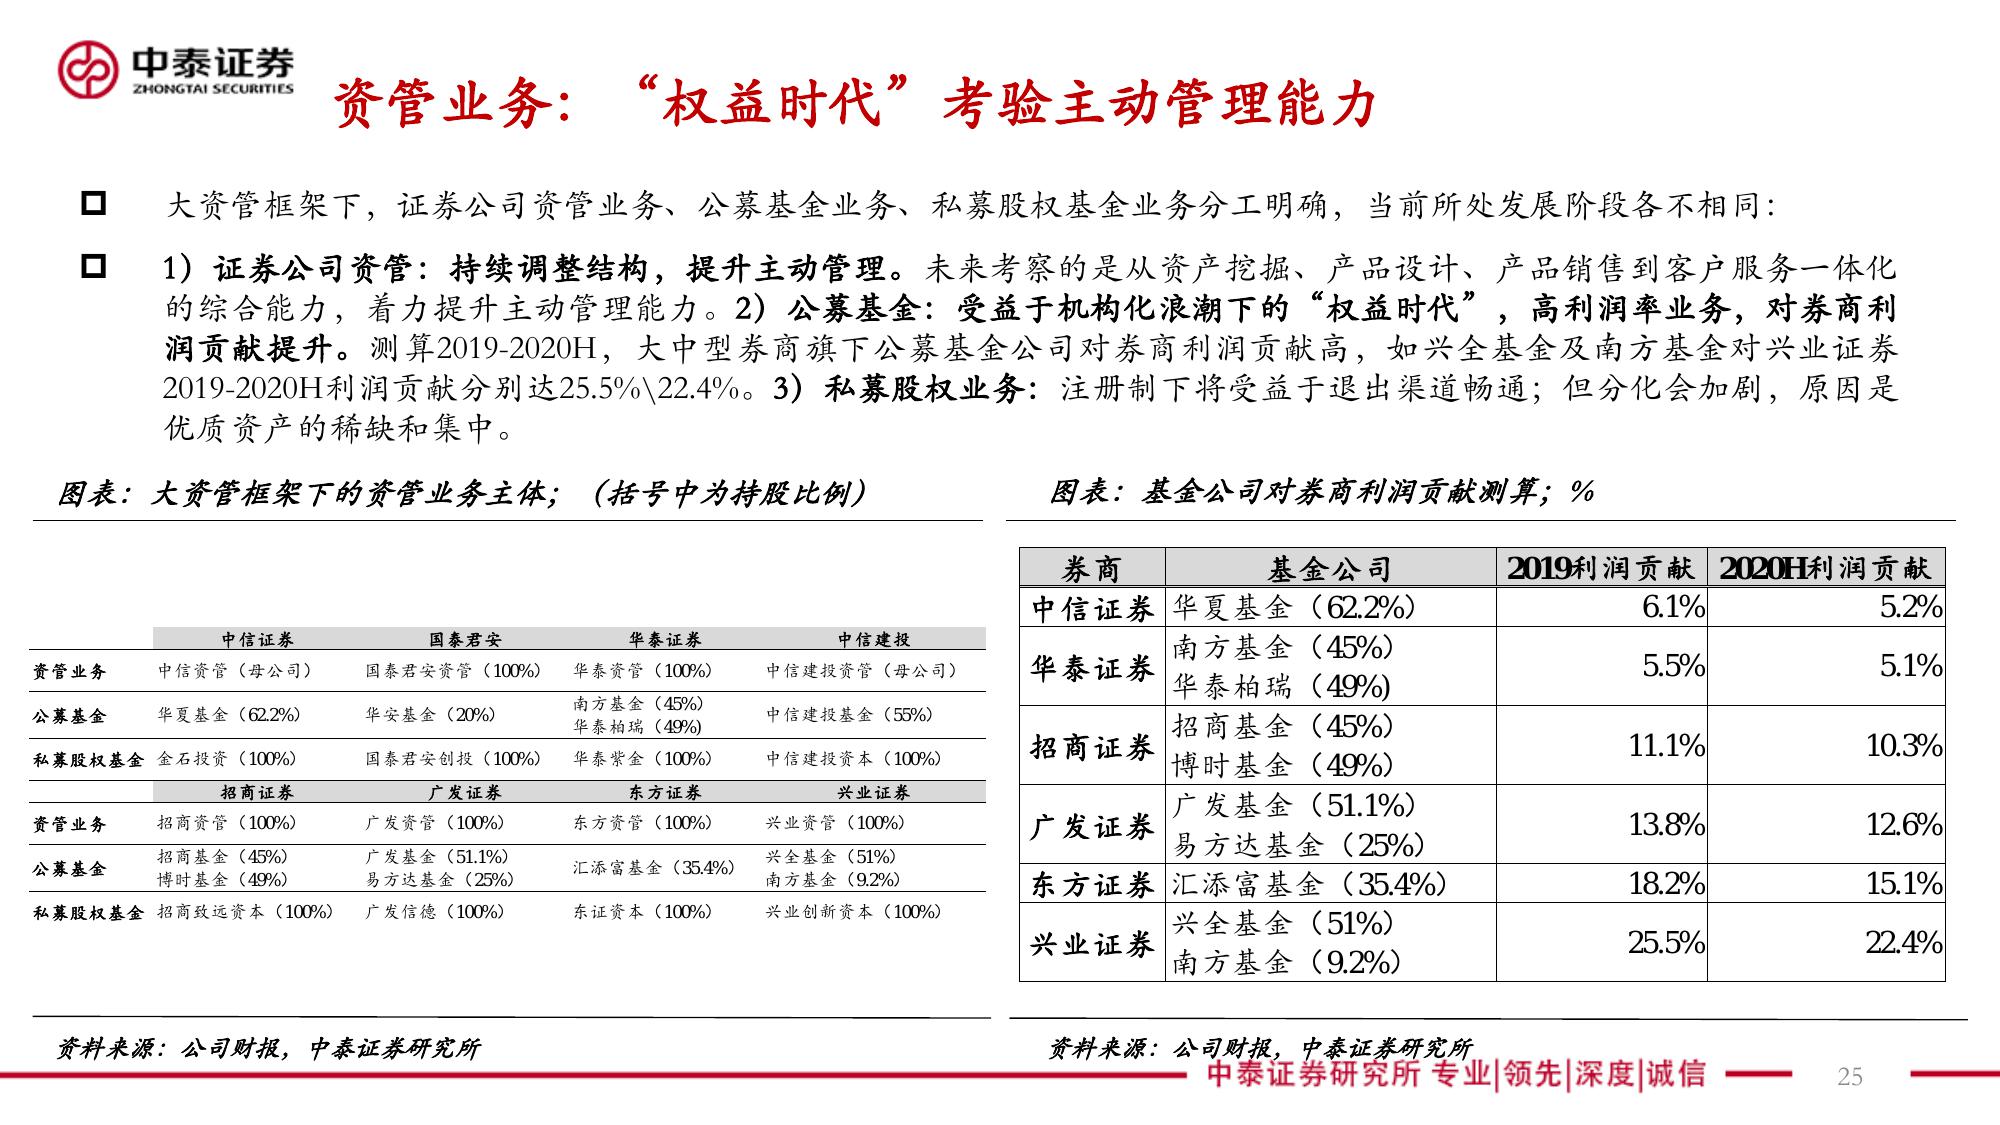 中泰证券
ZHONGTAI SECURITIES
资管业务：“权益时代”考验主动管理能力
大资管框架下，证券公司资管业务、公募基金业务、私募股权基金业务分工明确，当前所处发展阶段各不相同：
1）证券公司资管：持续调整结构，提升主动管理。未来考察的是从资产挖掘、产品设计、产品销售到客户服务一体化
的综合能力，着力提升主动管理能力。2）公募基金：受益于机构化浪潮下的“权益时代”，高利润率业务，对券商利
润贡献提升。测算2019-2020H，大中型券商旗下公募基金公司对券商利润贡献高，如兴全基金及南方基金对兴业证券
2019-2020H利润贡献分别达25.5%\22.4%。3）私募股权业务：注册制下将受益于退出渠道畅通；但分化会加剧，原因是
优质资产的稀缺和集中。
图表：大资管框架下的资管业务主体；（括号中为持股比例）
中信证券 国泰君安 华泰证券 中信建投
资管业务 中信资管（母公司） 国泰君安资管（100%） 华泰资管（100%） 中信建投资管（母公司）
公募基金 华夏基金（62.2%） 华安基金（20%） 南方基金（45%） 华泰柏瑞（49%) 中信建投基金（55%）
私募股权基金 金石投资（100%） 国泰君安创投（100%） 华泰紫金（100%） 中信建投资本（100%）
招商证券 广发证券 东方证券 兴业证券
资管业务 招商资管（100%） 广发资管（100%） 东方资管（100%） 兴业资管（100%）
公募基金 招商基金（45%） 博时基金（49%） 广发基金（51.1%） 易方达基金（25%） 汇添富基金（35.4%） 兴全基金（51%） 南方基金（9.2%）
私募股权基金 招商致远资本（100%） 广发信德（100%） 东证资本（100%） 兴业创新资本（100%）
资料来源：公司财报，中泰证券研究所
图表：基金公司对券商利润贡献测算；%
券商 基金公司 2019利润贡献 2020H利润贡献
中信证券 华夏基金（62.2%） 6.1% 5.2%
华泰证券 南方基金（45%） 华泰柏瑞（49%) 5.5% 5.1%
招商证券 招商基金（45%） 博时基金（49%） 11.1% 10.3%
广发证券 广发基金（51.1%） 易方达基金（25%） 13.8% 12.6%
东方证券 汇添富基金（35.4%） 18.2% 15.1%
兴业证券 兴全基金（51%） 南方基金（9.2%） 25.5% 22.4%
资料来源：公司财报，中泰证券研究所
中泰证券研究所 专业|领先|深度|诚信
25